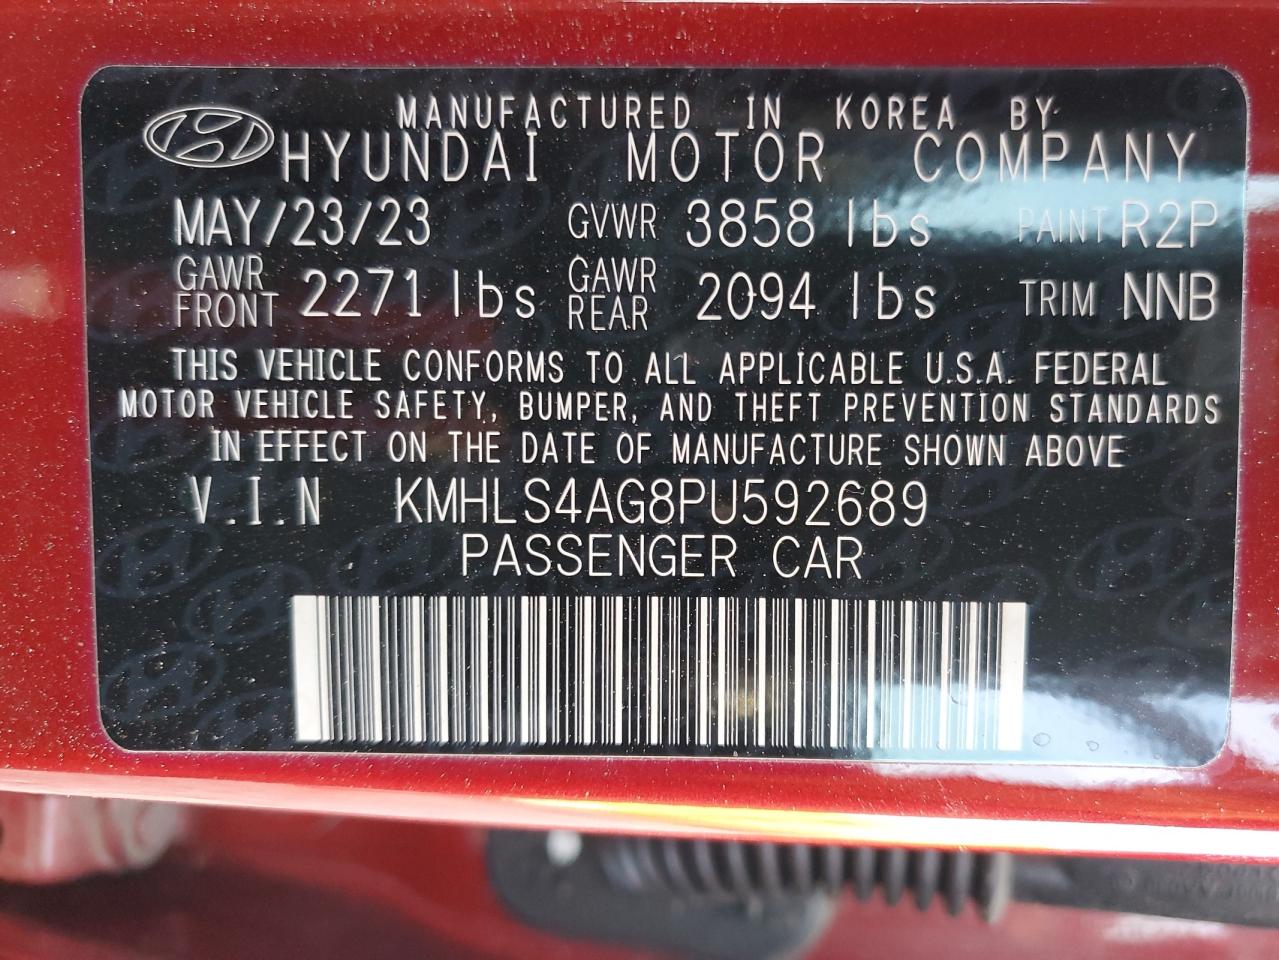 MANUFACTURED IN KOREA BY
HYUNDAI MOTOR COMPANY
MAY/23/23 GVWR 3858 lbs PAINT R2P
GAWR FRONT 2271 lbs GAWR REAR 2094 lbs TRIM NNB
THIS VEHICLE CONFORMS TO ALL APPLICABLE U.S.A. FEDERAL
MOTOR VEHICLE SAFETY, BUMPER, AND THEFT PREVENTION STANDARDS
IN EFFECT ON THE DATE OF MANUFACTURE SHOWN ABOVE
V.I.N KMHLS4AG8PU592689
PASSENGER CAR